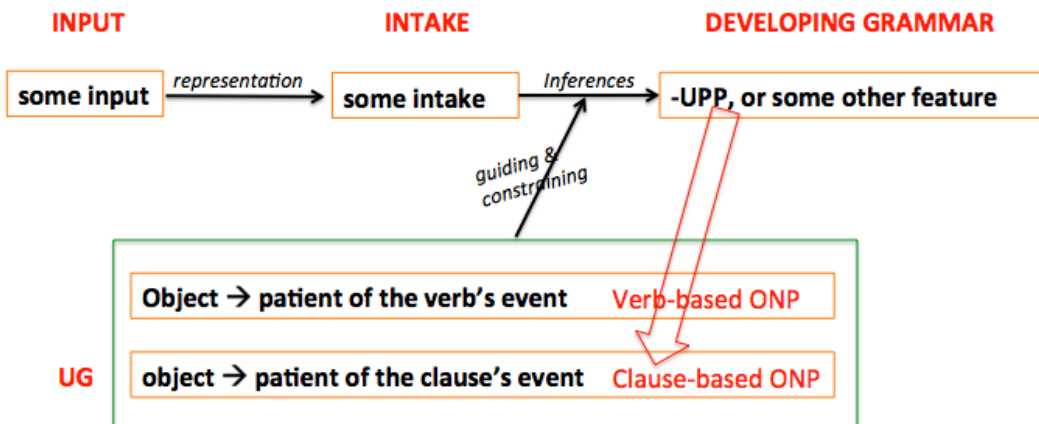 INPUT INTAKE DEVELOPING GRAMMAR
some input representation some intake Inferences -UPP, or some other feature
guiding &
constraining
Object → patient of the verb's event Verb-based ONP
UG object → patient of the clause's event Clause-based ONP